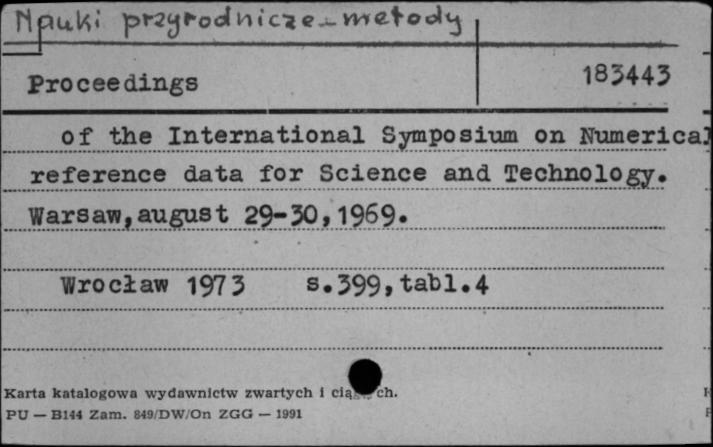 Nauki przyrodnicze - metody
Proceedings 183443
of the International Symposium on Numerical
reference data for Science and Technology.
Warsaw,august 29-30,1969.
Wrocław 1973 s.399,tabl.4
Karta katalogowa wydawnictw zwartych i
PU — B144 Zam. 849/DW/On ZGG — 1991